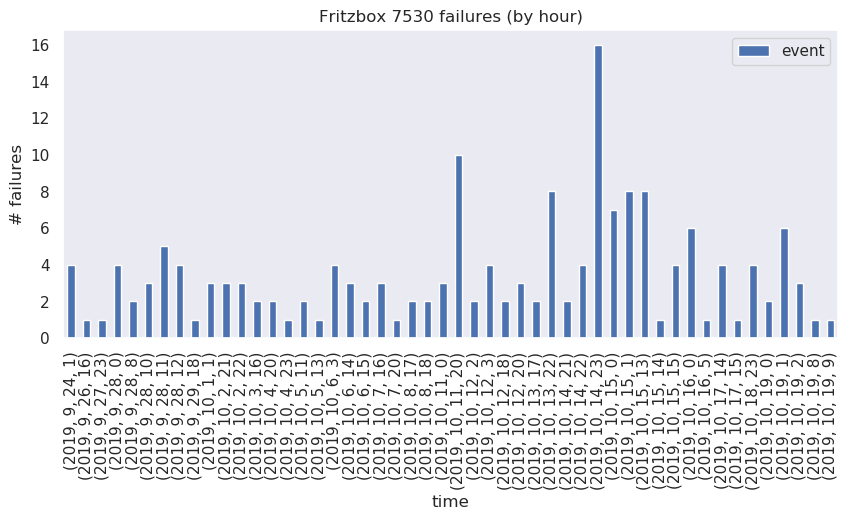 Fritzbox 7530 failures (by hour)
event
# failures
16
14
12
10
8
6
4
2
0
(2019, 9, 24, 1)
(2019, 9, 26, 16)
(2019, 9, 27, 23)
(2019, 9, 28, 0)
(2019, 9, 28, 8)
(2019, 9, 28, 10)
(2019, 9, 28, 11)
(2019, 9, 28, 12)
(2019, 9, 29, 18)
(2019, 10, 1, 1)
(2019, 10, 2, 21)
(2019, 10, 2, 22)
(2019, 10, 3, 16)
(2019, 10, 4, 20)
(2019, 10, 4, 23)
(2019, 10, 5, 11)
(2019, 10, 5, 13)
(2019, 10, 6, 3)
(2019, 10, 6, 14)
(2019, 10, 6, 15)
(2019, 10, 7, 16)
(2019, 10, 7, 20)
(2019, 10, 8, 17)
(2019, 10, 8, 18)
(2019, 10, 11, 0)
(2019, 10, 11, 20)
(2019, 10, 12, 2)
(2019, 10, 12, 3)
(2019, 10, 12, 18)
(2019, 10, 12, 20)
(2019, 10, 13, 17)
(2019, 10, 13, 22)
(2019, 10, 14, 21)
(2019, 10, 14, 22)
(2019, 10, 14, 23)
(2019, 10, 15, 0)
(2019, 10, 15, 1)
(2019, 10, 15, 13)
(2019, 10, 15, 14)
(2019, 10, 15, 15)
(2019, 10, 16, 0)
(2019, 10, 16, 5)
(2019, 10, 17, 14)
(2019, 10, 17, 15)
(2019, 10, 18, 23)
(2019, 10, 19, 0)
(2019, 10, 19, 1)
(2019, 10, 19, 2)
(2019, 10, 19, 8)
(2019, 10, 19, 9)
time